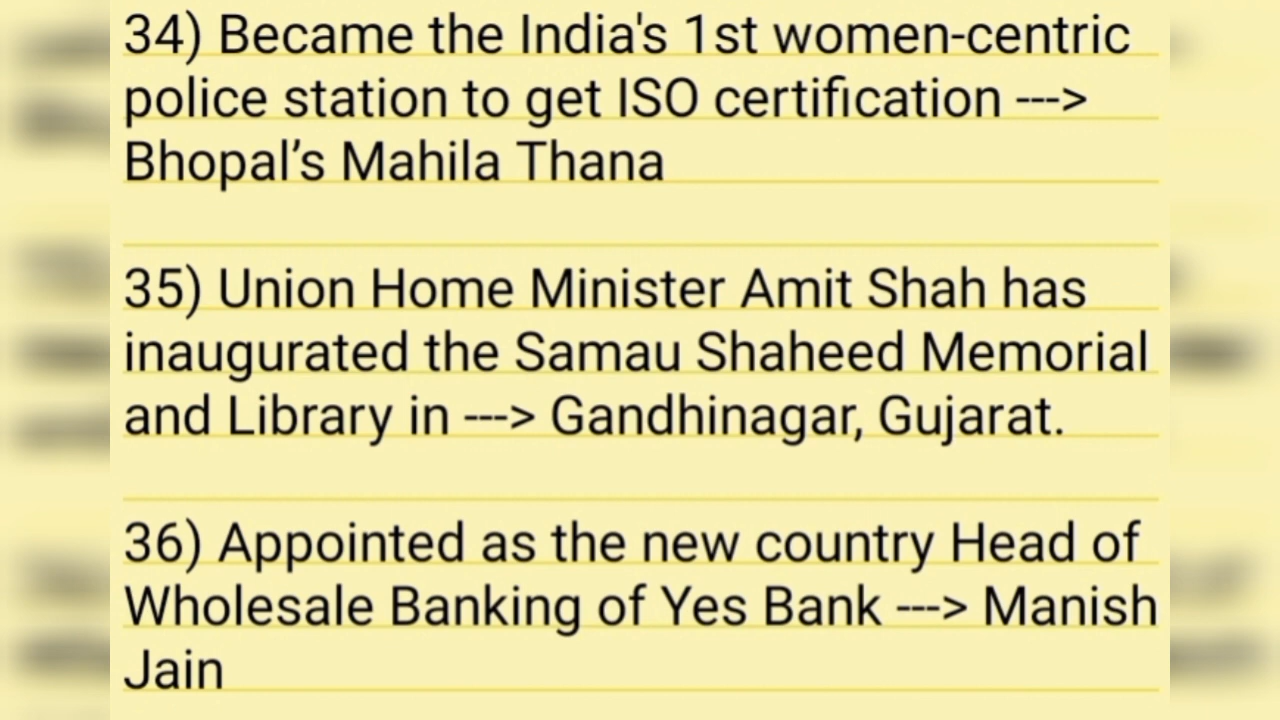 34) Became the India's 1st women-centric
police station to get ISO certification --->
Bhopal’s Mahila Thana
35) Union Home Minister Amit Shah has
inaugurated the Samau Shaheed Memorial
and Library in ---> Gandhinagar, Gujarat.
36) Appointed as the new country Head of
Wholesale Banking of Yes Bank ---> Manish
Jain